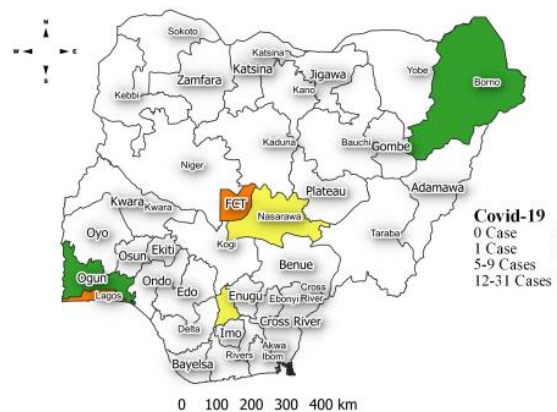 N
W E
S
Sokoto
Katsina
Katsina
Zamfara
Jigawa
Kano
Kebbi
Yobe
Borno
Kaduna
Bauchi
Gombe
Niger
Adamawa
FCT
Plateau
Nasarawa
Kwara
Kwara
Taraba
Oyo
Kogi
Osun
Ekiti
Benue
Ogun
Lagos
Ondo
Edo
Enugu
Ebonyi
Cross
River
Delta
Imo
Cross River
Rivers
Akwa
Ibom
Bayelsa
Covid-19
0 Case
1 Case
5-9 Cases
12-31 Cases
0 100 200 300 400 km